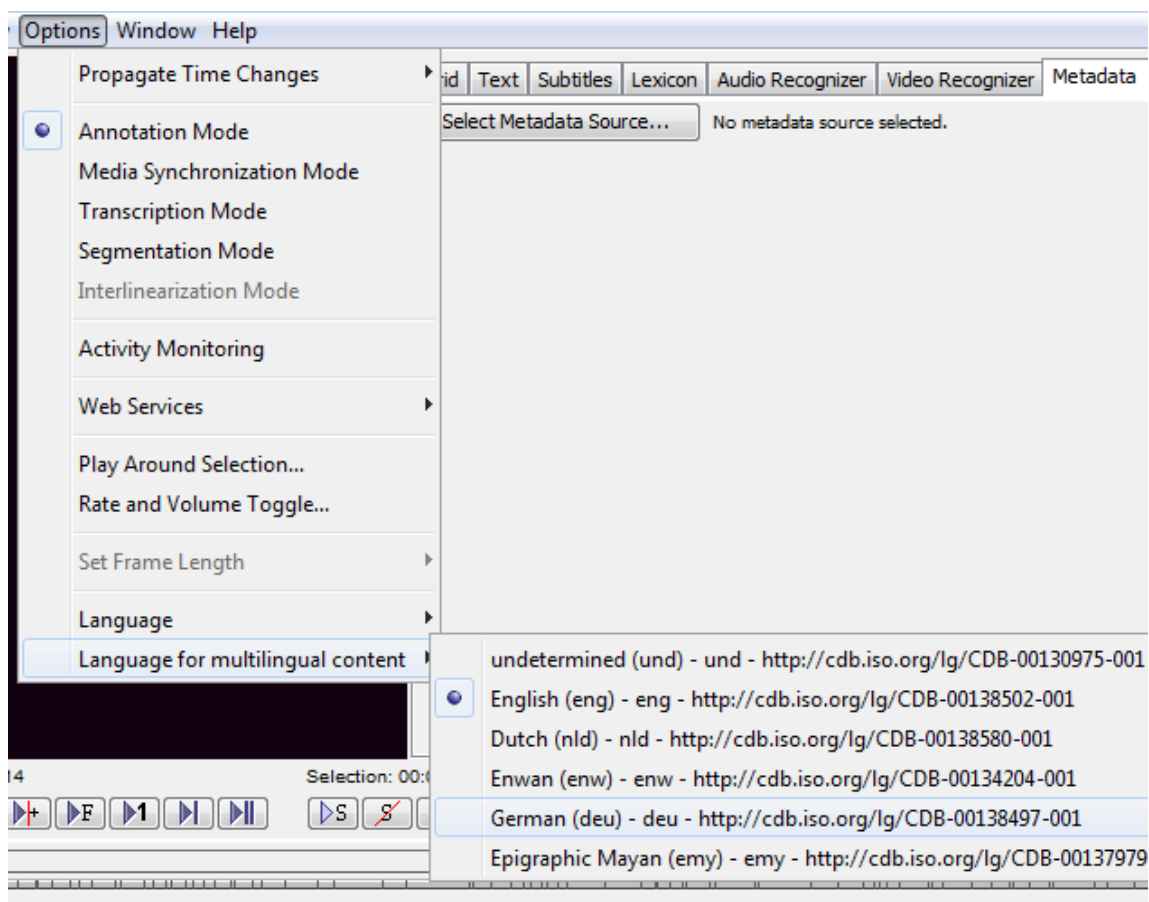 Options Window Help
Propagate Time Changes
Annotation Mode
Media Synchronization Mode
Transcription Mode
Segmentation Mode
Interlinearization Mode
Activity Monitoring
Web Services
Play Around Selection...
Rate and Volume Toggle...
Set Frame Length
Language
Language for multilingual content
rid Text Subtitles Lexicon Audio Recognizer Video Recognizer Metadata
Select Metadata Source... No metadata source selected.
undetermined (und) - und - http://cdb.iso.org/lg/CDB-00130975-001
English (eng) - eng - http://cdb.iso.org/lg/CDB-00138502-001
Dutch (nld) - nld - http://cdb.iso.org/lg/CDB-00138580-001
Enwan (enw) - enw - http://cdb.iso.org/lg/CDB-00134204-001
German (deu) - deu - http://cdb.iso.org/lg/CDB-00138497-001
Epigraphic Mayan (emy) - emy - http://cdb.iso.org/lg/CDB-00137979
14 Selection: 00:0
+ F 1 S S